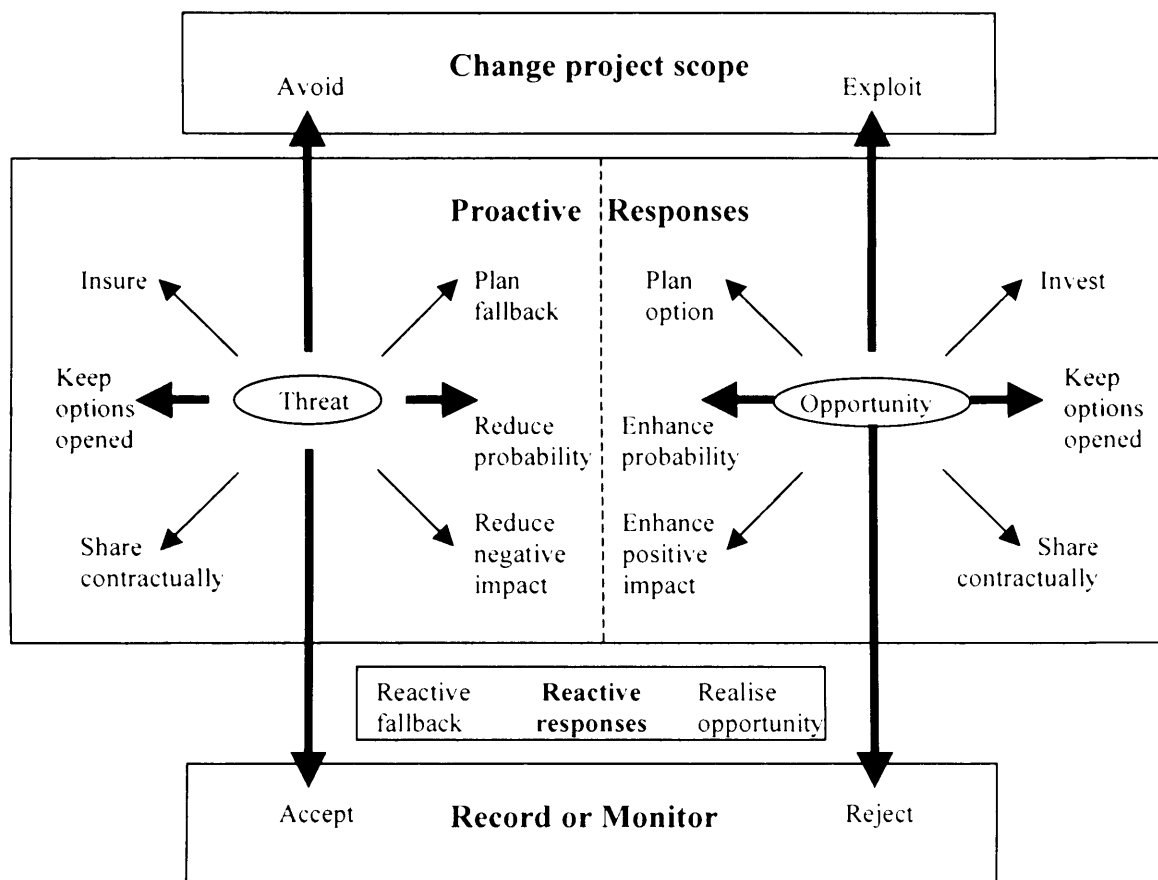 Change project scope
Avoid
Exploit
Proactive Responses
Insure
Plan
fallback
Plan
option
Invest
Keep
options
opened
Threat
Opportunity
Keep
options
opened
Reduce
probability
Enhance
probability
Share
contractually
Reduce
negative
impact
Enhance
positive
impact
Share
contractually
Reactive
fallback
Reactive
responses
Realise
opportunity
Accept
Record or Monitor
Reject